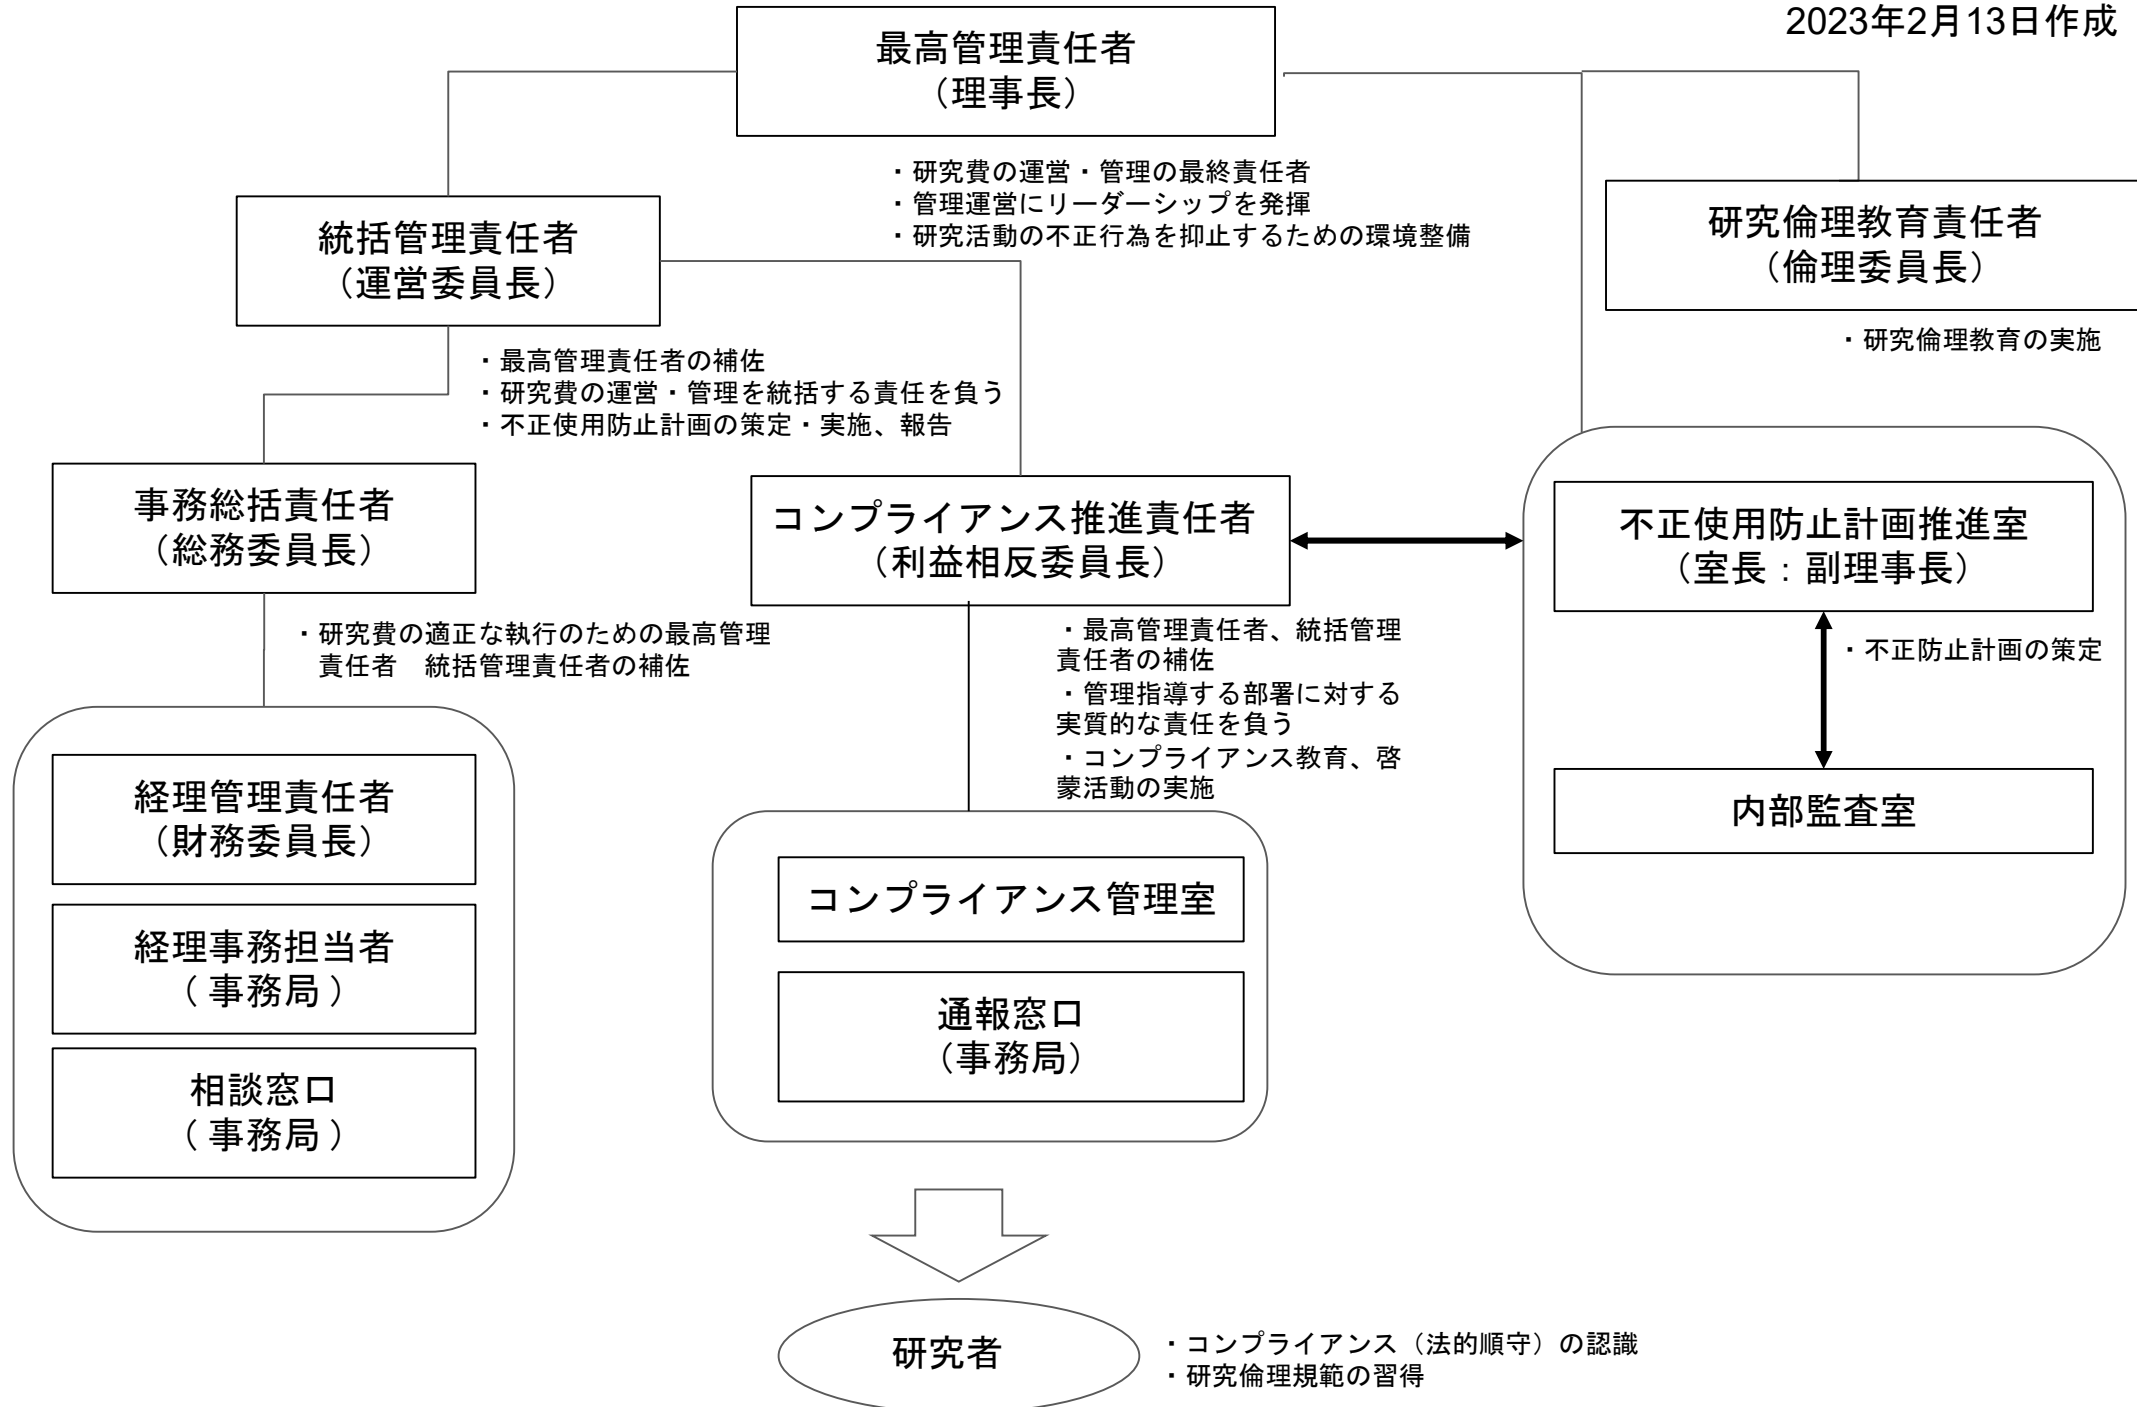 2023年2月13日作成
最高管理責任者
（理事長）
・研究費の運営・管理の最終責任者
・管理運営にリーダーシップを発揮
・研究活動の不正行為を抑止するための環境整備
統括管理責任者
（運営委員長）
研究倫理教育責任者
（倫理委員長）
・研究倫理教育の実施
・最高管理責任者の補佐
・研究費の運営・管理を統括する責任を負う
・不正使用防止計画の策定・実施、報告
事務総括責任者
（総務委員長）
コンプライアンス推進責任者
（利益相反委員長）
不正使用防止計画推進室
（室長：副理事長）
・研究費の適正な執行のための最高管理
責任者　統括管理責任者の補佐
・最高管理責任者、統括管理
責任者の補佐
・管理指導する部署に対する
実質的な責任を負う
・コンプライアンス教育、啓
蒙活動の実施
・不正防止計画の策定
経理管理責任者
（財務委員長）
経理事務担当者
（事務局）
相談窓口
（事務局）
コンプライアンス管理室
通報窓口
（事務局）
内部監査室
研究者
・コンプライアンス（法的順守）の認識
・研究倫理規範の習得